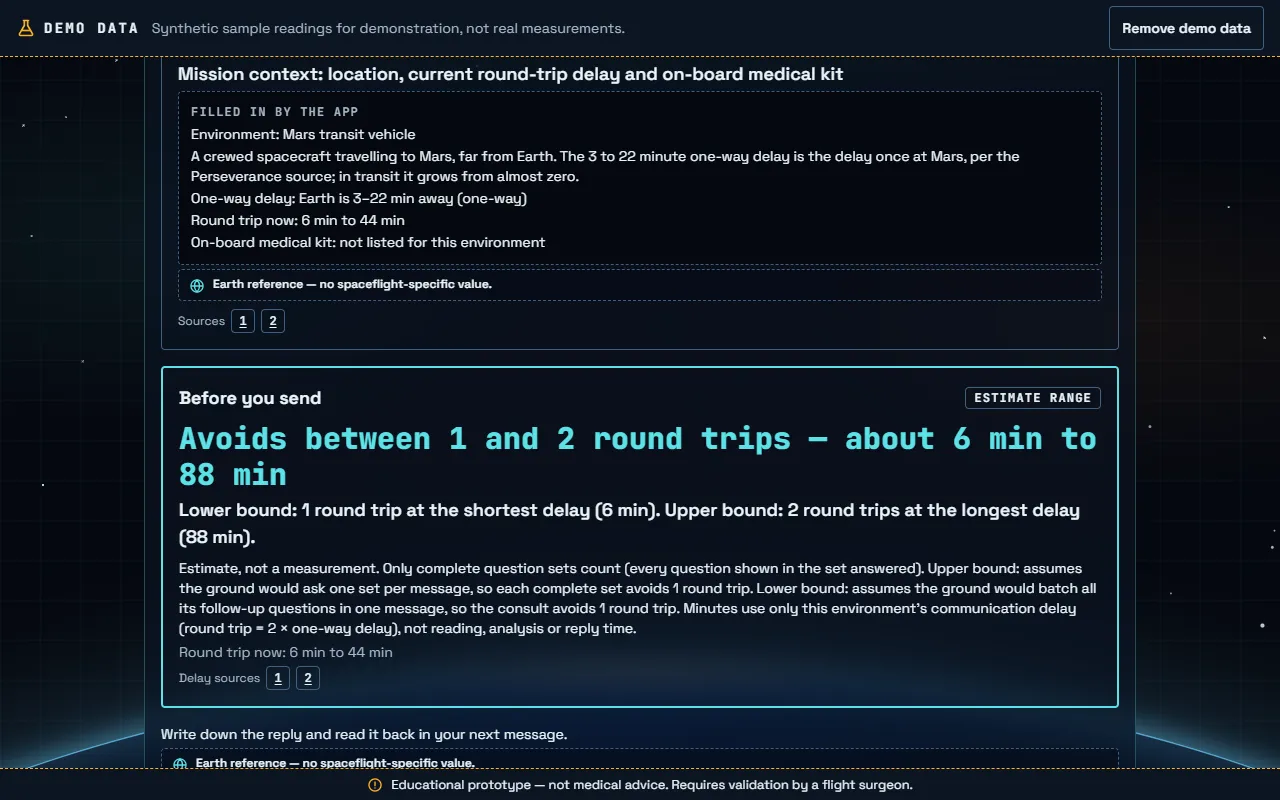 DEMO DATA Synthetic sample readings for demonstration, not real measurements. Remove demo data
Mission context: location, current round-trip delay and on-board medical kit
FILLED IN BY THE APP
Environment: Mars transit vehicle
A crewed spacecraft travelling to Mars, far from Earth. The 3 to 22 minute one-way delay is the delay once at Mars, per the
Perseverance source; in transit it grows from almost zero.
One-way delay: Earth is 3–22 min away (one-way)
Round trip now: 6 min to 44 min
On-board medical kit: not listed for this environment
Earth reference — no spaceflight-specific value.
Sources 1 2
Before you send ESTIMATE RANGE
Avoids between 1 and 2 round trips — about 6 min to
88 min
Lower bound: 1 round trip at the shortest delay (6 min). Upper bound: 2 round trips at the longest delay
(88 min).
Estimate, not a measurement. Only complete question sets count (every question shown in the set answered). Upper bound: assumes
the ground would ask one set per message, so each complete set avoids 1 round trip. Lower bound: assumes the ground would batch all
its follow-up questions in one message, so the consult avoids 1 round trip. Minutes use only this environment's communication delay
(round trip = 2 × one-way delay), not reading, analysis or reply time.
Round trip now: 6 min to 44 min
Delay sources 1 2
Write down the reply and read it back in your next message.
Earth reference — no spaceflight-specific value.
Educational prototype — not medical advice. Requires validation by a flight surgeon.